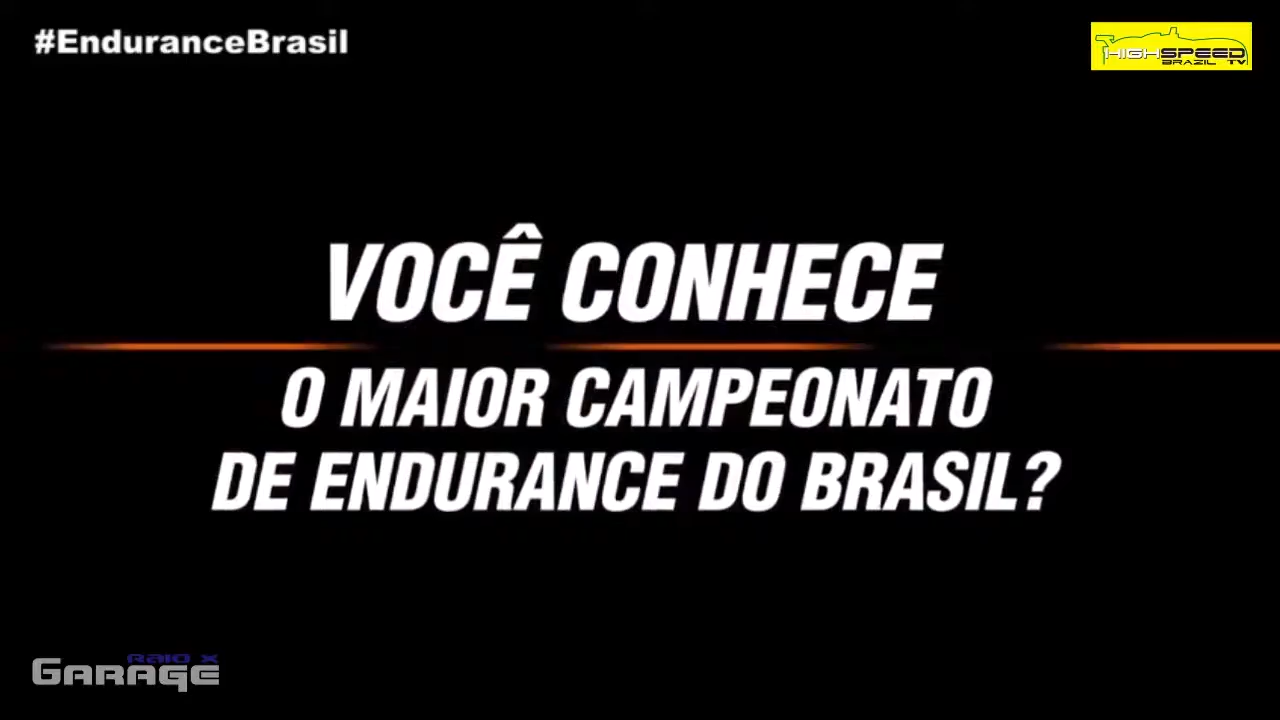 #EnduranceBrasil
HIGHSPEED
BRAZIL TV
VOCÊ CONHECE
O MAIOR CAMPEONATO
DE ENDURANCE DO BRASIL?
RAIO X
GARAGE